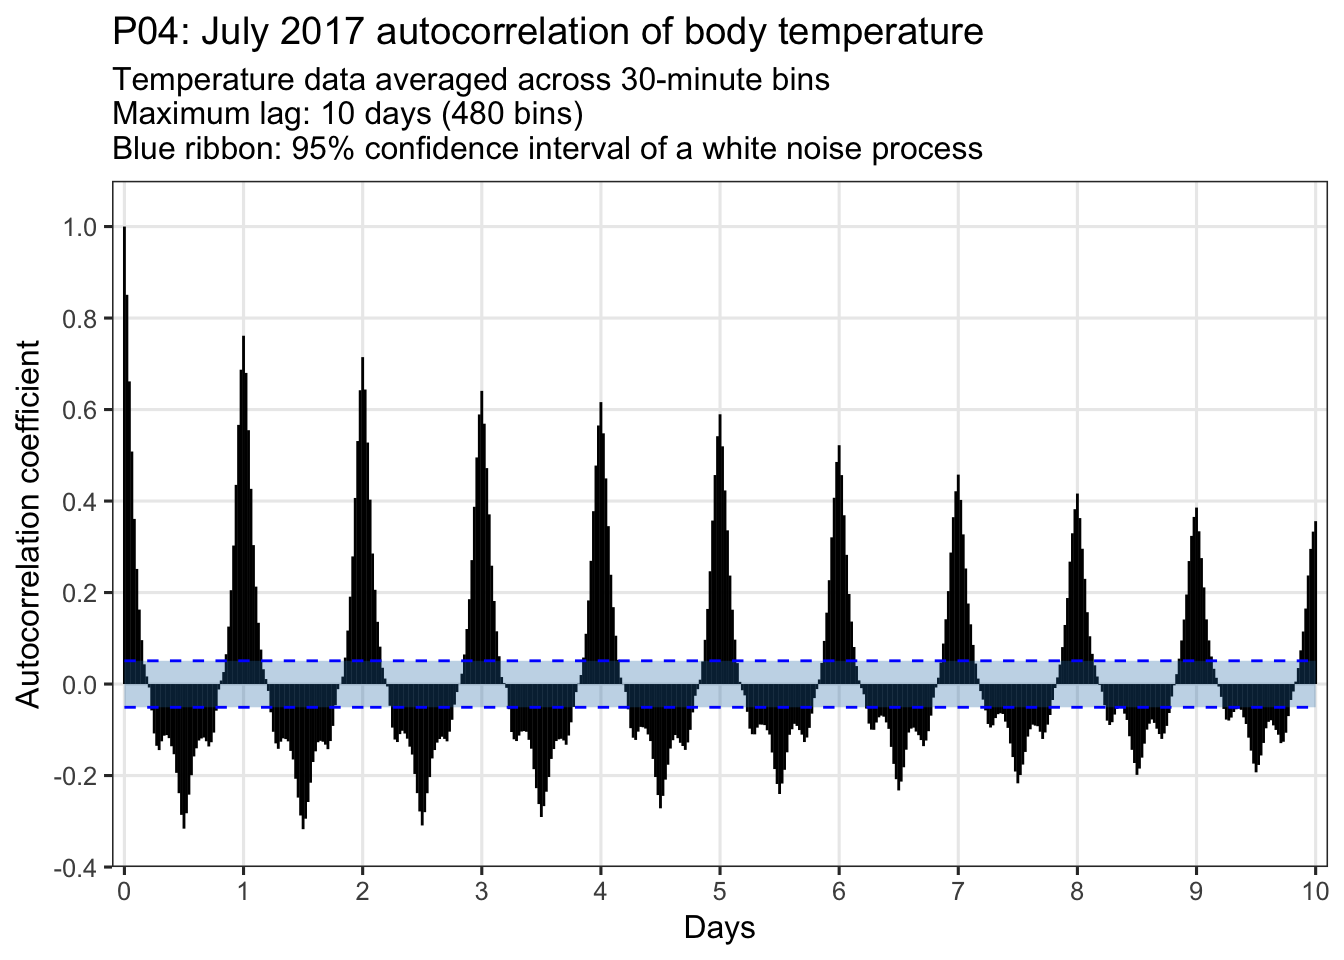 P04: July 2017 autocorrelation of body temperature
Temperature data averaged across 30-minute bins
Maximum lag: 10 days (480 bins)
Blue ribbon: 95% confidence interval of a white noise process
Autocorrelation coefficient
1.0
0.8
0.6
0.4
0.2
0.0
-0.2
-0.4
0 1 2 3 4 5 6 7 8 9 10
Days